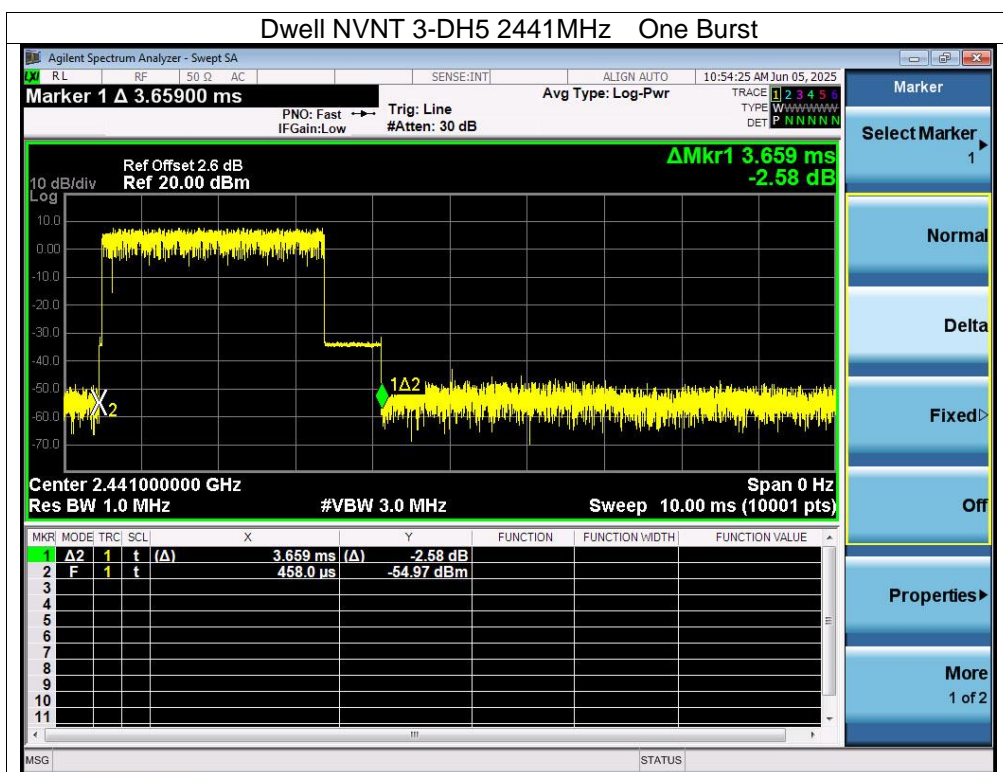 Dwell NVNT 3-DH5 2441MHz One Burst
Agilent Spectrum Analyzer - Swept SA
LXI RL RF 50 Ω AC SENSE:INT ALIGN AUTO 10:54:25 AM Jun 05, 2025
Marker 1 Δ 3.65900 ms
PNO: Fast
IFGain:Low
Trig: Line
#Atten: 30 dB
Avg Type: Log-Pwr
TRACE 1 2 3 4 5 6
TYPE WWWWWW
DET P N N N N N
Ref Offset 2.6 dB
10 dB/div Ref 20.00 dBm
Log
ΔMkr1 3.659 ms
-2.58 dB
10.0
0.00
-10.0
-20.0
-30.0
-40.0
-50.0
-60.0
-70.0
1Δ2
2
Center 2.441000000 GHz Span 0 Hz
Res BW 1.0 MHz #VBW 3.0 MHz Sweep 10.00 ms (10001 pts)
MKR MODE TRC SCL X Y FUNCTION FUNCTION WIDTH FUNCTION VALUE
1 Δ2 1 t (Δ) 3.659 ms (Δ) -2.58 dB
2 F 1 t 458.0 µs -54.97 dBm
3
4
5
6
7
8
9
10
11
MSG STATUS
Marker
Select Marker
1
Normal
Delta
Fixed
Off
Properties
More
1 of 2